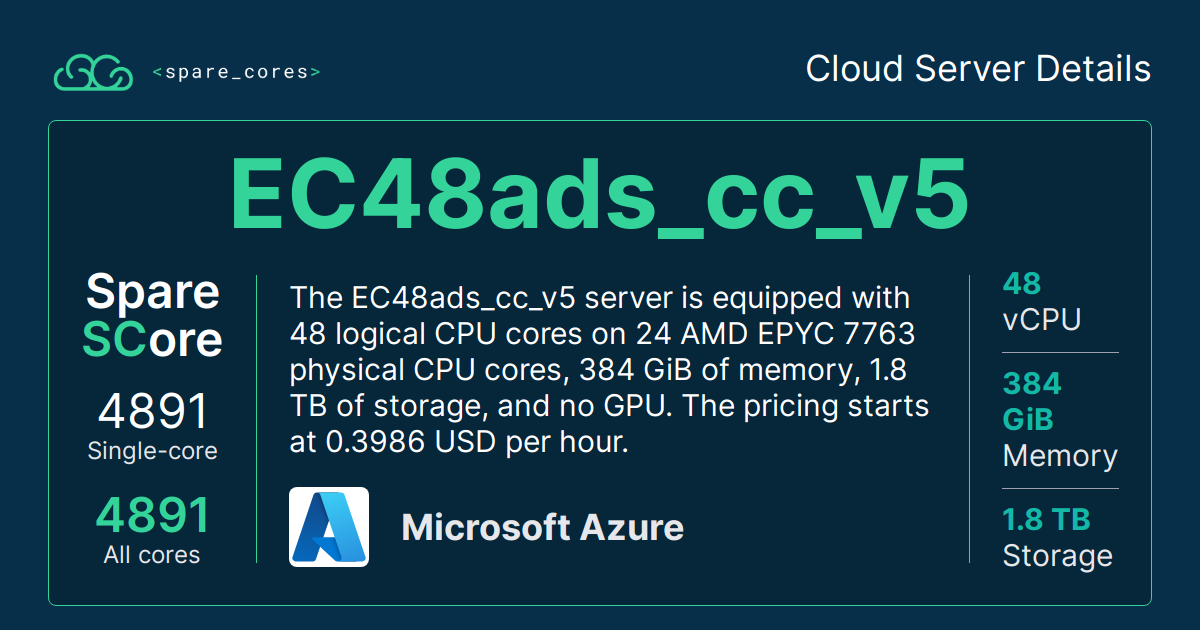 <spare_cores>
Cloud Server Details
EC48ads_cc_v5
Spare
SCore
4891
Single-core
4891
All cores
The EC48ads_cc_v5 server is equipped with
48 logical CPU cores on 24 AMD EPYC 7763
physical CPU cores, 384 GiB of memory, 1.8
TB of storage, and no GPU. The pricing starts
at 0.3986 USD per hour.
Microsoft Azure
48
vCPU
384
GiB
Memory
1.8 TB
Storage